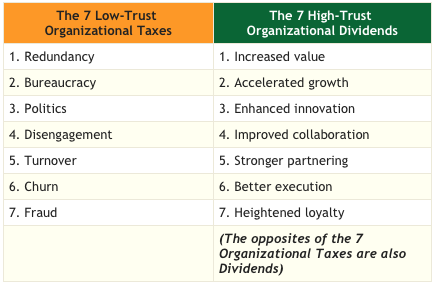 The 7 Low-Trust
Organizational Taxes
The 7 High-Trust
Organizational Dividends
1. Redundancy
1. Increased value
2. Bureaucracy
2. Accelerated growth
3. Politics
3. Enhanced innovation
4. Disengagement
4. Improved collaboration
5. Turnover
5. Stronger partnering
6. Churn
6. Better execution
7. Fraud
7. Heightened loyalty
(The opposites of the 7
Organizational Taxes are also
Dividends)